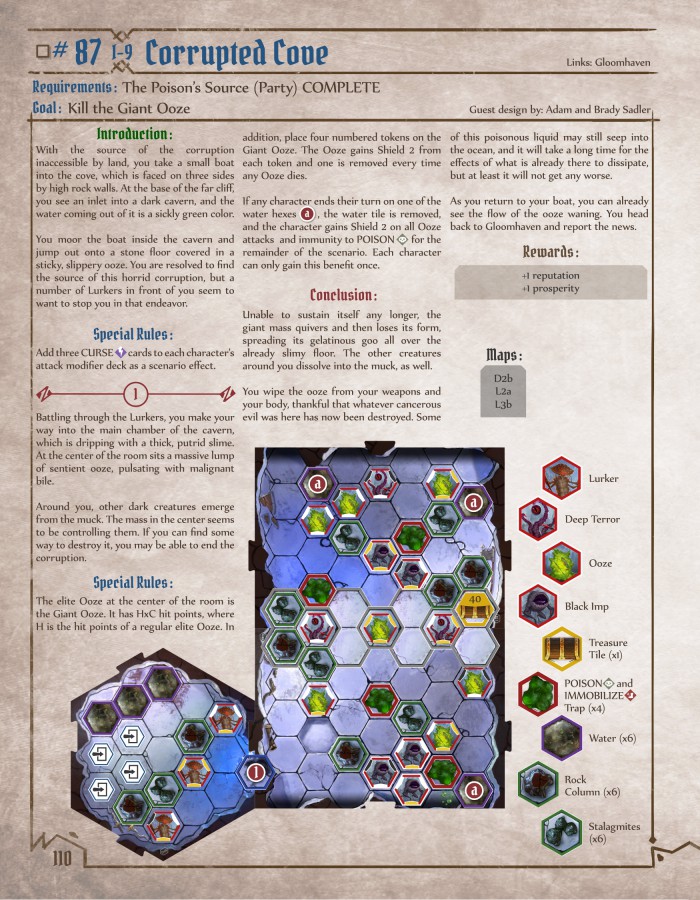 # 87 I-9 Corrupted Cove
Links: Gloomhaven
Requirements: The Poison's Source (Party) COMPLETE
Goal: Kill the Giant Ooze
Guest design by: Adam and Brady Sadler
Introduction:
With the source of the corruption
inaccessible by land, you take a small boat
into the cove, which is faced on three sides
by high rock walls. At the base of the far cliff,
you see an inlet into a dark cavern, and the
water coming out of it is a sickly green color.
You moor the boat inside the cavern and
jump out onto a stone floor covered in a
sticky, slippery ooze. You are resolved to find
the source of this horrid corruption, but a
number of Lurkers in front of you seem to
want to stop you in that endeavor.
Special Rules:
Add three CURSE cards to each character's
attack modifier deck as a scenario effect.
1
Battling through the Lurkers, you make your
way into the main chamber of the cavern,
which is dripping with a thick, putrid slime.
At the center of the room sits a massive lump
of sentient ooze, pulsating with malignant
bile.
Around you, other dark creatures emerge
from the muck. The mass in the center seems
to be controlling them. If you can find some
way to destroy it, you may be able to end the
corruption.
Special Rules:
The elite Ooze at the center of the room is
the Giant Ooze. It has HxC hit points, where
H is the hit points of a regular elite Ooze. In
addition, place four numbered tokens on the
Giant Ooze. The Ooze gains Shield 2 from
each token and one is removed every time
any Ooze dies.
If any character ends their turn on one of the
water hexes a, the water tile is removed,
and the character gains Shield 2 on all Ooze
attacks and immunity to POISON for the
remainder of the scenario. Each character
can only gain this benefit once.
Conclusion:
Unable to sustain itself any longer, the
giant mass quivers and then loses its form,
spreading its gelatinous goo all over the
already slimy floor. The other creatures
around you dissolve into the muck, as well.
You wipe the ooze from your weapons and
your body, thankful that whatever cancerous
evil was here has now been destroyed. Some
of this poisonous liquid may still seep into
the ocean, and it will take a long time for the
effects of what is already there to dissipate,
but at least it will not get any worse.
As you return to your boat, you can already
see the flow of the ooze waning. You head
back to Gloomhaven and report the news.
Rewards:
+1 reputation
+1 prosperity
Maps:
D2b
L2a
L3b
a
a
40
1
a
Lurker
Deep Terror
Ooze
Black Imp
Treasure
Tile (x1)
POISON and
IMMOBILIZE
Trap (x4)
Water (x6)
Rock
Column (x6)
Stalagmites
(x6)
110